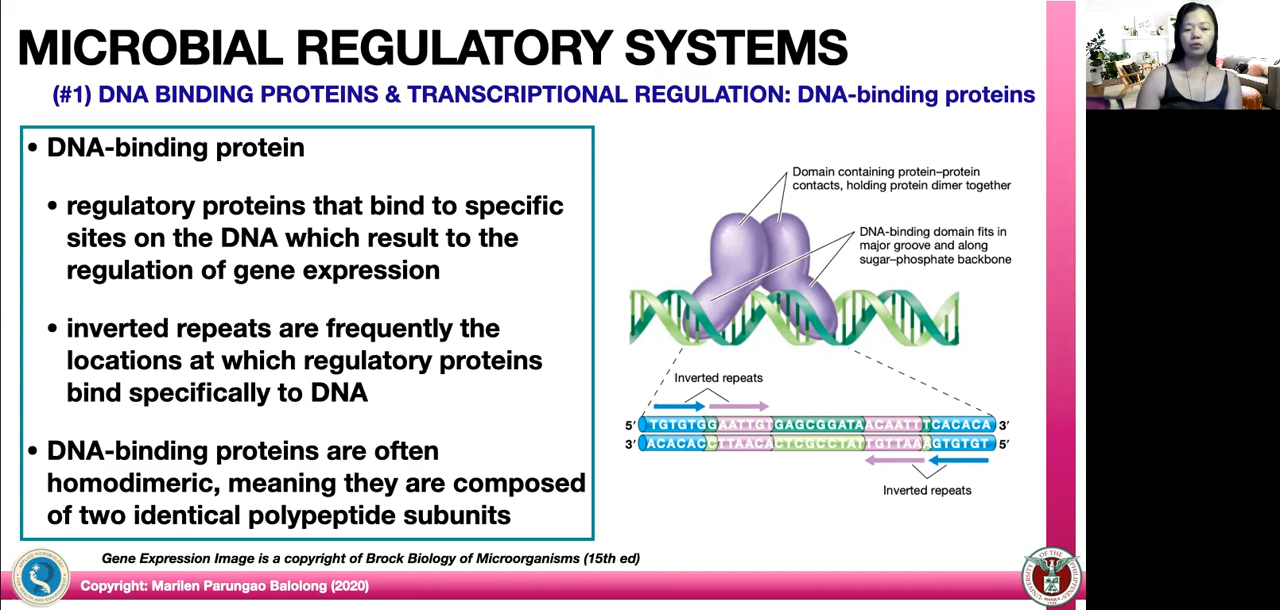 MICROBIAL REGULATORY SYSTEMS
(#1) DNA BINDING PROTEINS & TRANSCRIPTIONAL REGULATION: DNA-binding proteins
• DNA-binding protein
• regulatory proteins that bind to specific
sites on the DNA which result to the
regulation of gene expression
• inverted repeats are frequently the
locations at which regulatory proteins
bind specifically to DNA
• DNA-binding proteins are often
homodimeric, meaning they are composed
of two identical polypeptide subunits
Domain containing protein–protein
contacts, holding protein dimer together
DNA-binding domain fits in
major groove and along
sugar–phosphate backbone
Inverted repeats
5′ TGTGTGGAATTGTGAGCGGATAACAATTTCACACA 3′
3′ ACACACCTTAACACTCGCCTATTGTTAAAGTGTGT 5′
Inverted repeats
Gene Expression Image is a copyright of Brock Biology of Microorganisms (15th ed)
Copyright: Marilen Parungao Balolong (2020)